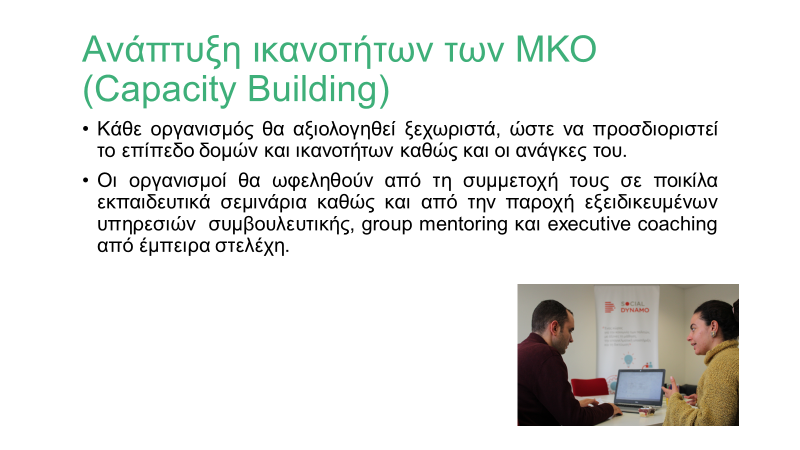 Ανάπτυξη ικανοτήτων των ΜΚΟ
(Capacity Building)
• Κάθε οργανισμός θα αξιολογηθεί ξεχωριστά, ώστε να προσδιοριστεί
το επίπεδο δομών και ικανοτήτων καθώς και οι ανάγκες του.
• Οι οργανισμοί θα ωφεληθούν από τη συμμετοχή τους σε ποικίλα
εκπαιδευτικά σεμινάρια καθώς και από την παροχή εξειδικευμένων
υπηρεσιών συμβουλευτικής, group mentoring και executive coaching
από έμπειρα στελέχη.
SOCIAL
DYNAMO